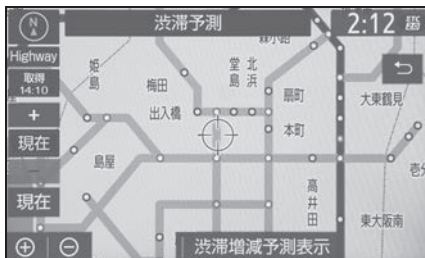 N
渋滞予測
2:12
Highway
取得
14:10
+
現在
−
現在
姫島
梅田
堂島
北浜
扇町
大東鶴見
出入橋
本町
島屋
高井田
東大阪南
渋滞増減予測表示